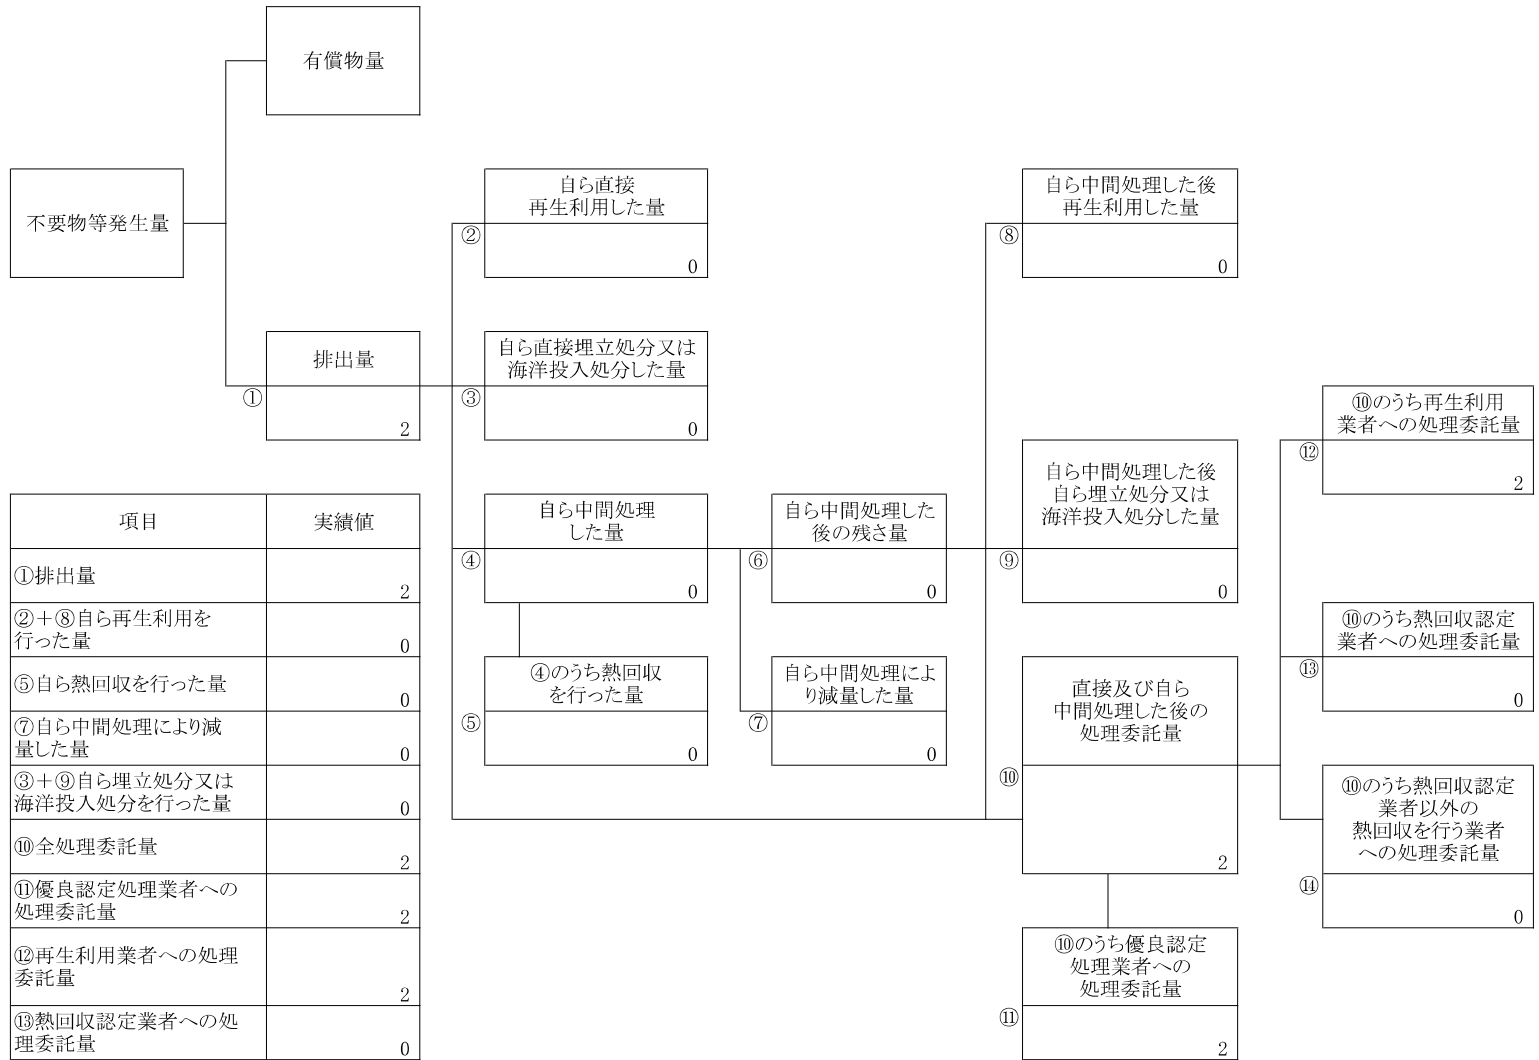 有償物量
不要物等発生量
排出量
①
2
自ら直接
再生利用した量
②
0
自ら直接埋立処分又は
海洋投入処分した量
③
0
自ら中間処理
した量
④
0
④のうち熱回収
を行った量
⑤
0
自ら中間処理した
後の残さ量
⑥
0
自ら中間処理によ
り減量した量
⑦
0
自ら中間処理した後
再生利用した量
⑧
0
自ら中間処理した後
自ら埋立処分又は
海洋投入処分した量
⑨
0
直接及び自ら
中間処理した後の
処理委託量
⑩
2
⑩のうち優良認定
処理業者への
処理委託量
⑪
2
⑩のうち再生利用
業者への処理委託量
⑫
2
⑩のうち熱回収認定
業者への処理委託量
⑬
0
⑩のうち熱回収認定
業者以外の
熱回収を行う業者
への処理委託量
⑭
0
項目 実績値
①排出量
2
②＋⑧自ら再生利用を
行った量
0
⑤自ら熱回収を行った量
0
⑦自ら中間処理により減
量した量
0
③＋⑨自ら埋立処分又は
海洋投入処分を行った量
0
⑩全処理委託量
2
⑪優良認定処理業者への
処理委託量
2
⑫再生利用業者への処理
委託量
2
⑬熱回収認定業者への処
理委託量
0